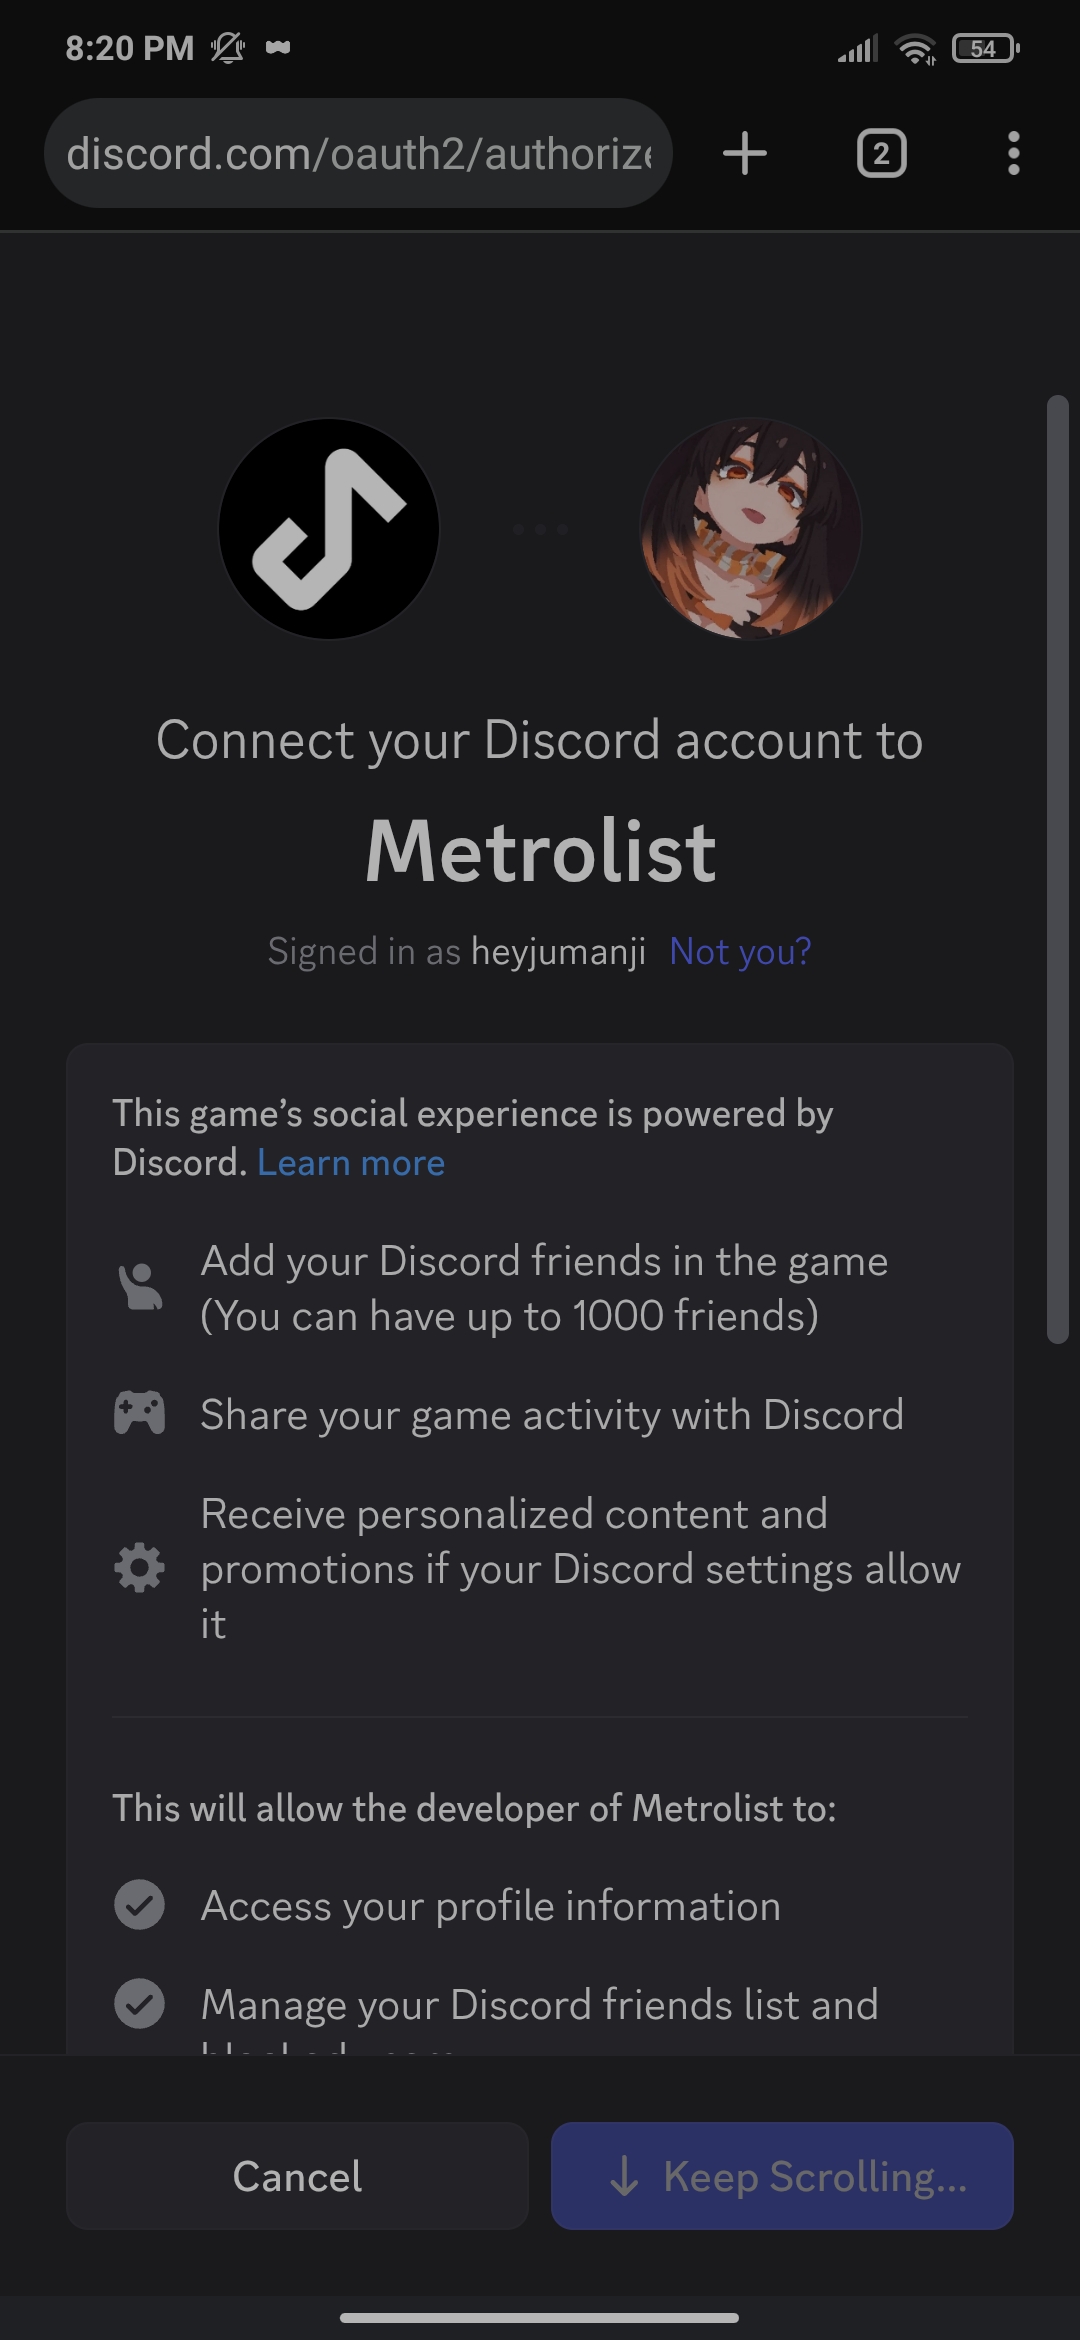 8:20 PM
54
discord.com/oauth2/authorize
2
Connect your Discord account to
Metrolist
Signed in as heyjumanji Not you?
This game's social experience is powered by
Discord. Learn more
Add your Discord friends in the game
(You can have up to 1000 friends)
Share your game activity with Discord
Receive personalized content and
promotions if your Discord settings allow
it
This will allow the developer of Metrolist to:
Access your profile information
Manage your Discord friends list and
Cancel
Keep Scrolling...